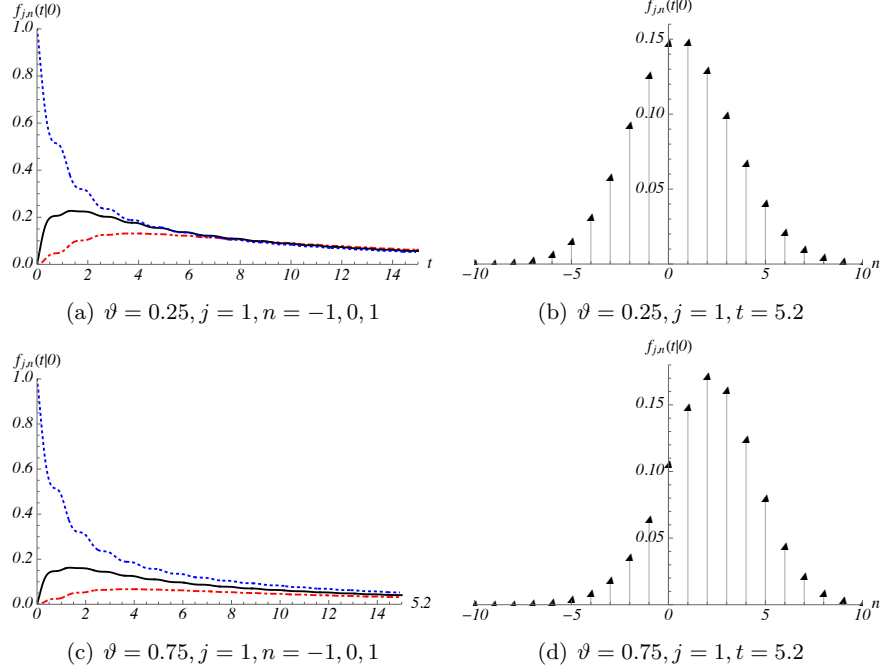 f_{j,n}(t|0)
1.0
0.8
0.6
0.4
0.2
0.0
0 2 4 6 8 10 12 14 t
(a) ϑ = 0.25, j = 1, n = −1, 0, 1
f_{j,n}(t|0)
0.15
0.10
0.05
-10 -5 0 5 10 n
(b) ϑ = 0.25, j = 1, t = 5.2
f_{j,n}(t|0)
1.0
0.8
0.6
0.4
0.2
0.0
0 2 4 6 8 10 12 14 5.2
(c) ϑ = 0.75, j = 1, n = −1, 0, 1
f_{j,n}(t|0)
0.15
0.10
0.05
-10 -5 0 5 10 n
(d) ϑ = 0.75, j = 1, t = 5.2